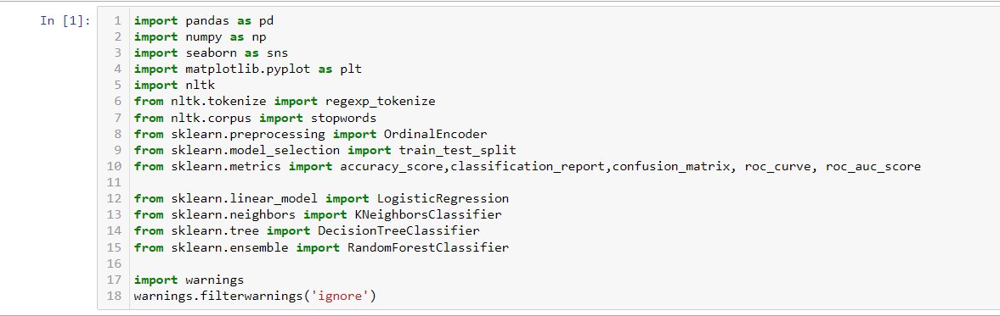 In [1]:
1 import pandas as pd
2 import numpy as np
3 import seaborn as sns
4 import matplotlib.pyplot as plt
5 import nltk
6 from nltk.tokenize import regexp_tokenize
7 from nltk.corpus import stopwords
8 from sklearn.preprocessing import OrdinalEncoder
9 from sklearn.model_selection import train_test_split
10 from sklearn.metrics import accuracy_score,classification_report,confusion_matrix, roc_curve, roc_auc_score
11
12 from sklearn.linear_model import LogisticRegression
13 from sklearn.neighbors import KNeighborsClassifier
14 from sklearn.tree import DecisionTreeClassifier
15 from sklearn.ensemble import RandomForestClassifier
16
17 import warnings
18 warnings.filterwarnings('ignore')